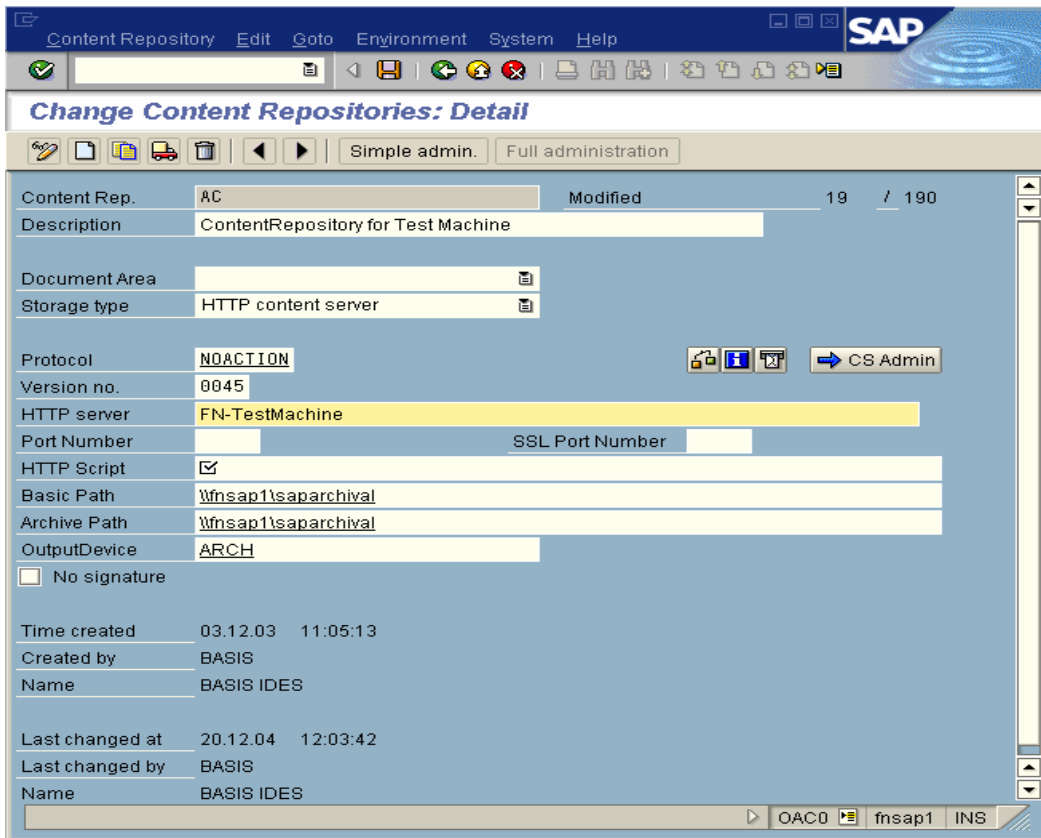 Content Repository Edit Goto Environment System Help
SAP
Change Content Repositories: Detail
Simple admin. Full administration
Content Rep. AC Modified 19 / 190
Description ContentRepository for Test Machine
Document Area
Storage type HTTP content server
Protocol NOACTION CS Admin
Version no. 0045
HTTP server FN-TestMachine
Port Number SSL Port Number
HTTP Script
Basic Path \\fnsap1\saparchival
Archive Path \\fnsap1\saparchival
OutputDevice ARCH
No signature
Time created 03.12.03 11:05:13
Created by BASIS
Name BASIS IDES
Last changed at 20.12.04 12:03:42
Last changed by BASIS
Name BASIS IDES
OAC0 fnsap1 INS